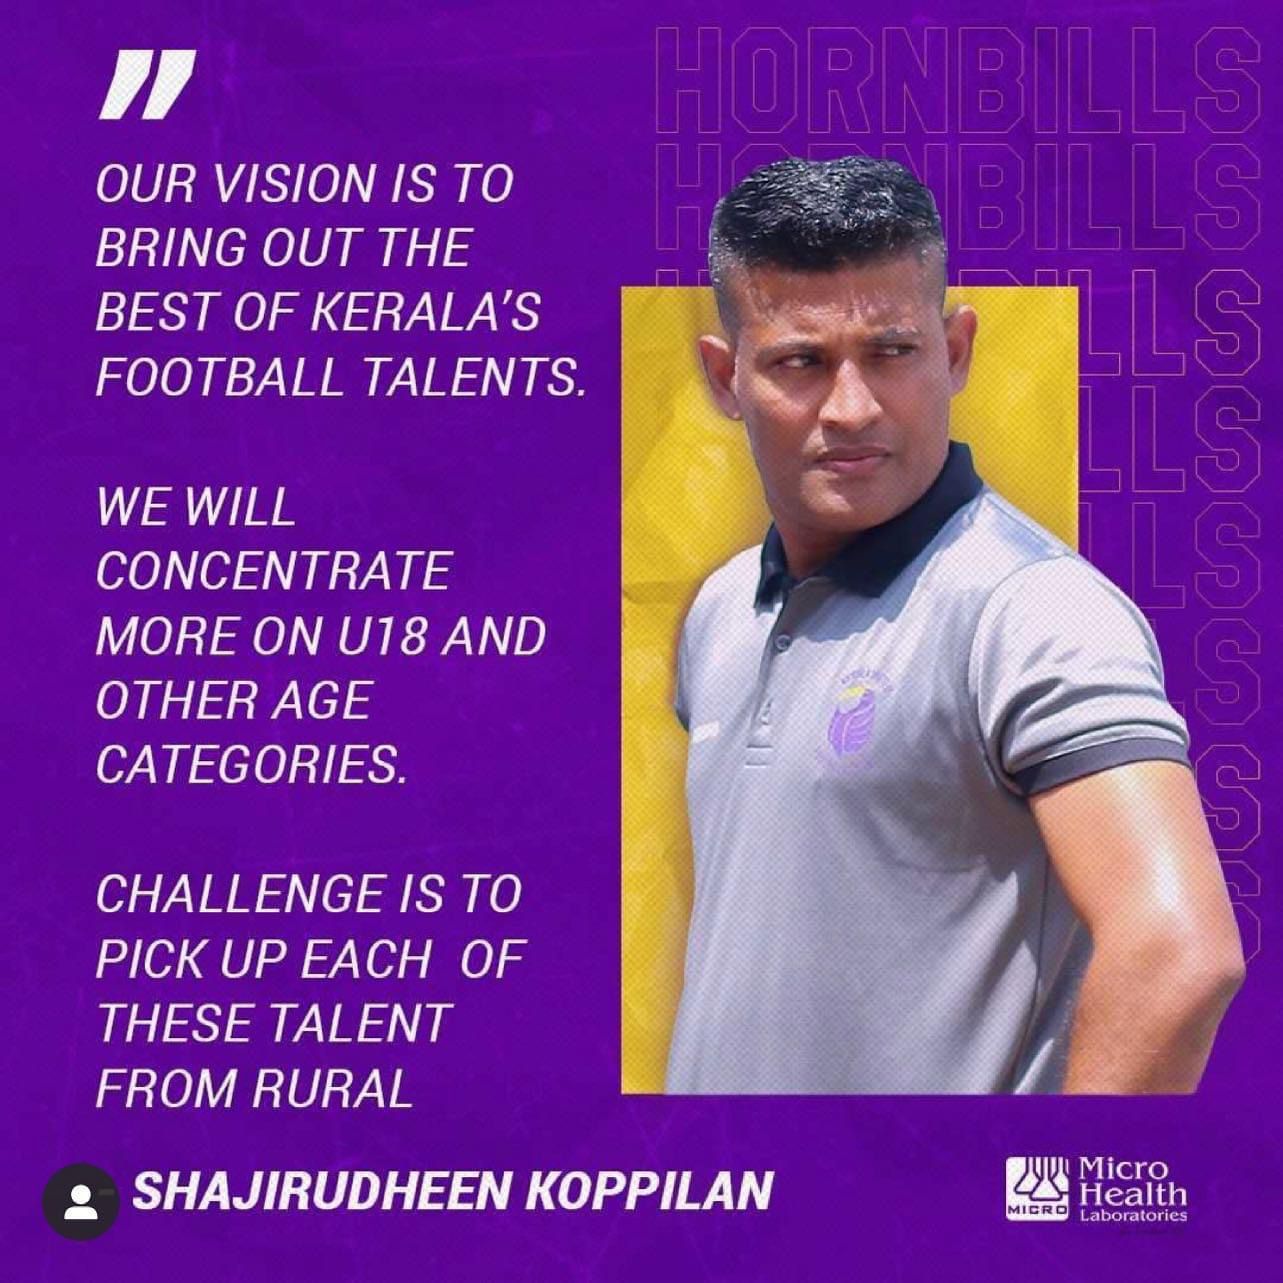 HORNBILLS
HORNBILLS
OUR VISION IS TO
BRING OUT THE
BEST OF KERALA'S
FOOTBALL TALENTS.
WE WILL
CONCENTRATE
MORE ON U18 AND
OTHER AGE
CATEGORIES.
CHALLENGE IS TO
PICK UP EACH OF
THESE TALENT
FROM RURAL
- SHAJIRUDHEEN KOPPILAN
MICRO
Micro
Health
Laboratories